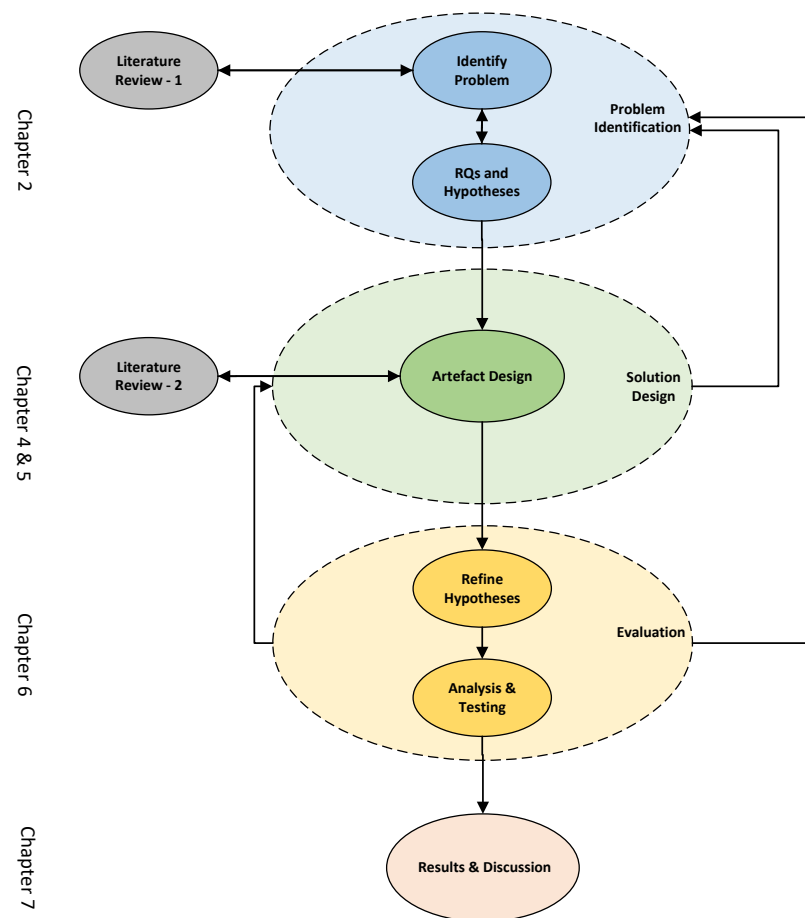 Literature
Review - 1
Identify
Problem
Problem
Identification
RQs and
Hypotheses
Chapter 2
Literature
Review - 2
Artefact Design
Solution
Design
Chapter 4 & 5
Refine
Hypotheses
Evaluation
Analysis &
Testing
Chapter 6
Results & Discussion
Chapter 7